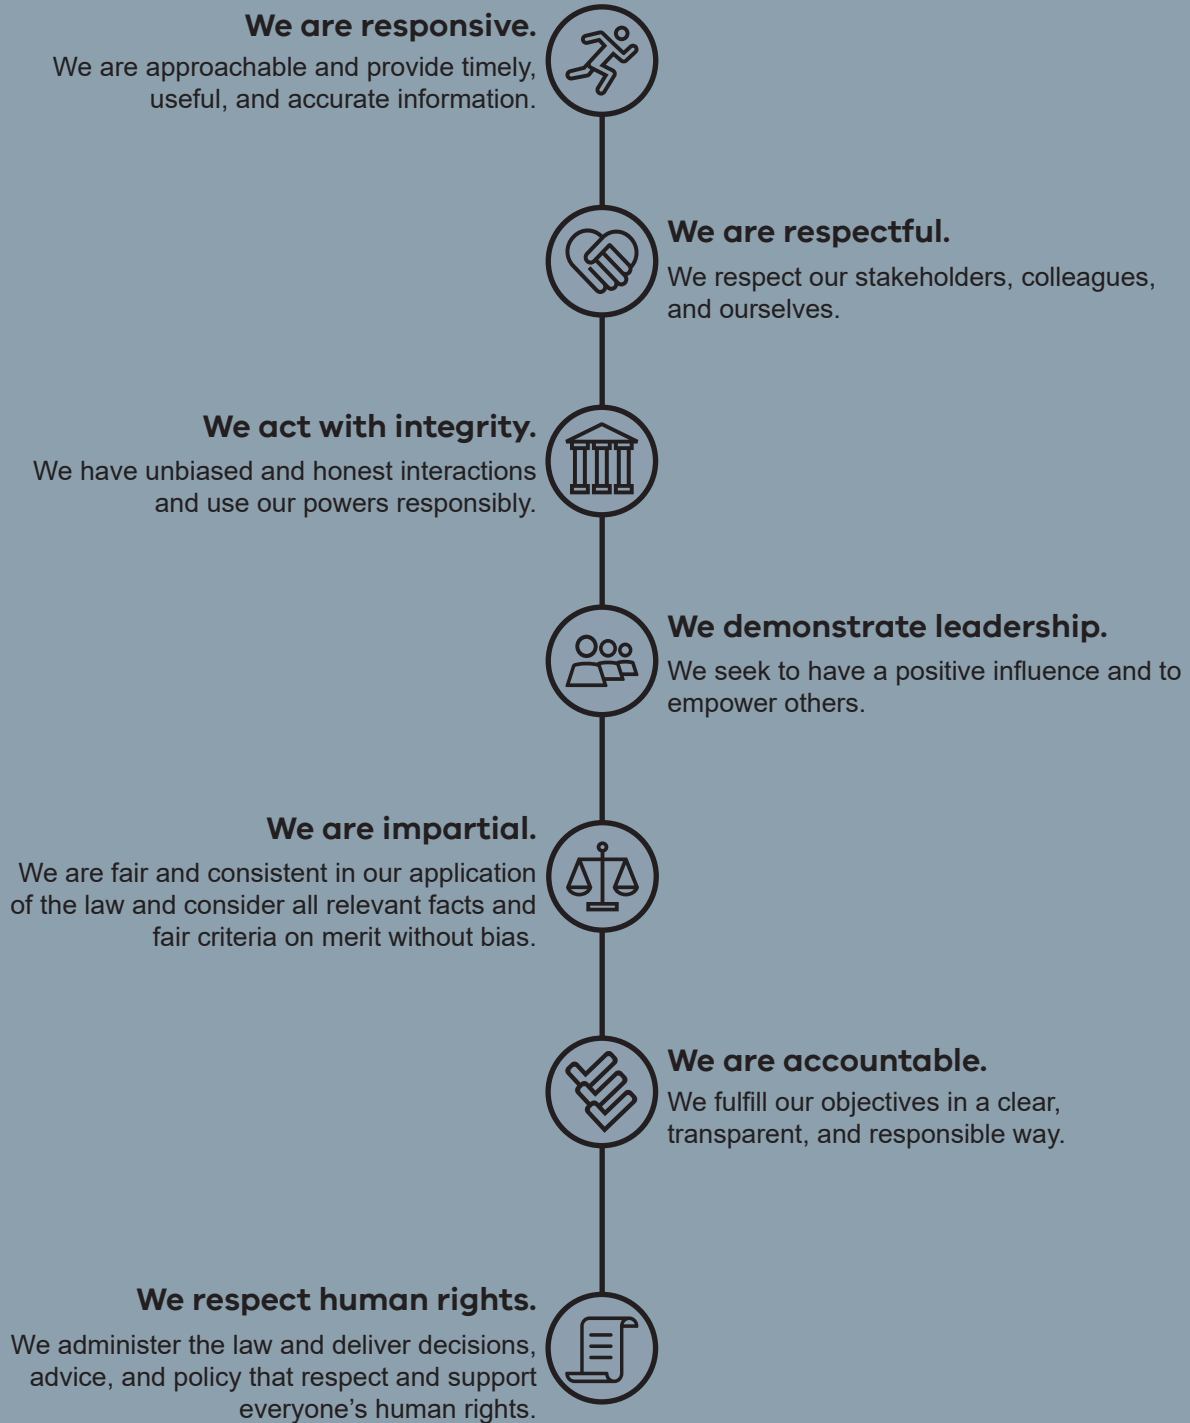 We are responsive.
We are approachable and provide timely,
useful, and accurate information.
We are respectful.
We respect our stakeholders, colleagues,
and ourselves.
We act with integrity.
We have unbiased and honest interactions
and use our powers responsibly.
We demonstrate leadership.
We seek to have a positive influence and to
empower others.
We are impartial.
We are fair and consistent in our application
of the law and consider all relevant facts and
fair criteria on merit without bias.
We are accountable.
We fulfill our objectives in a clear,
transparent, and responsible way.
We respect human rights.
We administer the law and deliver decisions,
advice, and policy that respect and support
everyone’s human rights.